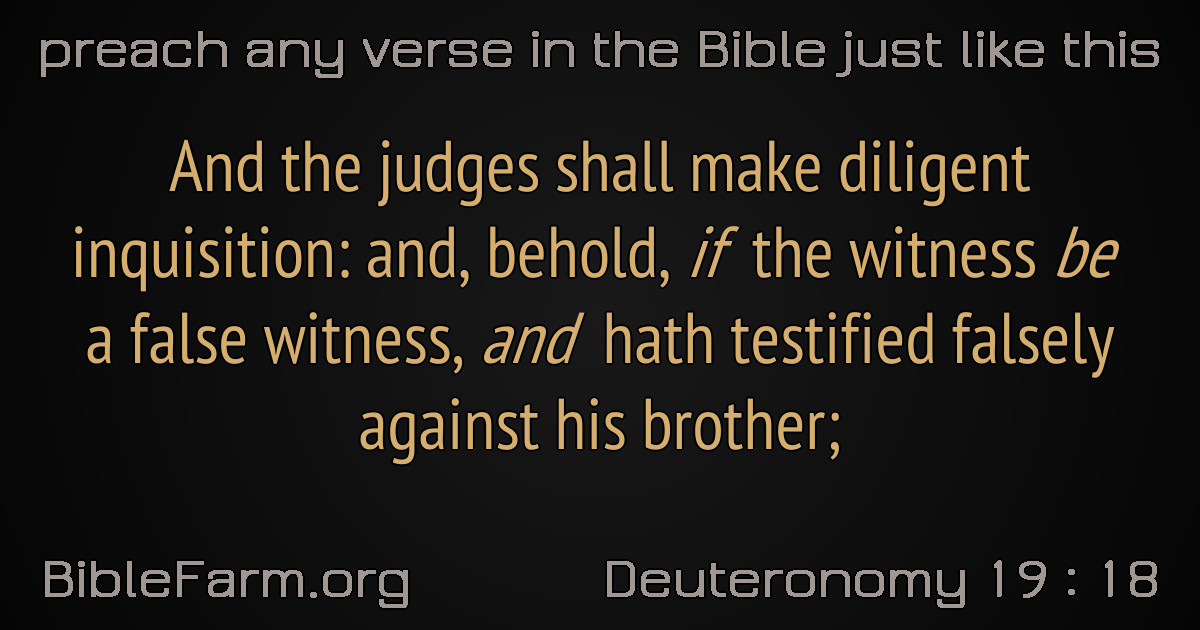 preach any verse in the Bible just like this
And the judges shall make diligent
inquisition: and, behold, if the witness be
a false witness, and hath testified falsely
against his brother;
BibleFarm.org
Deuteronomy 19 : 18